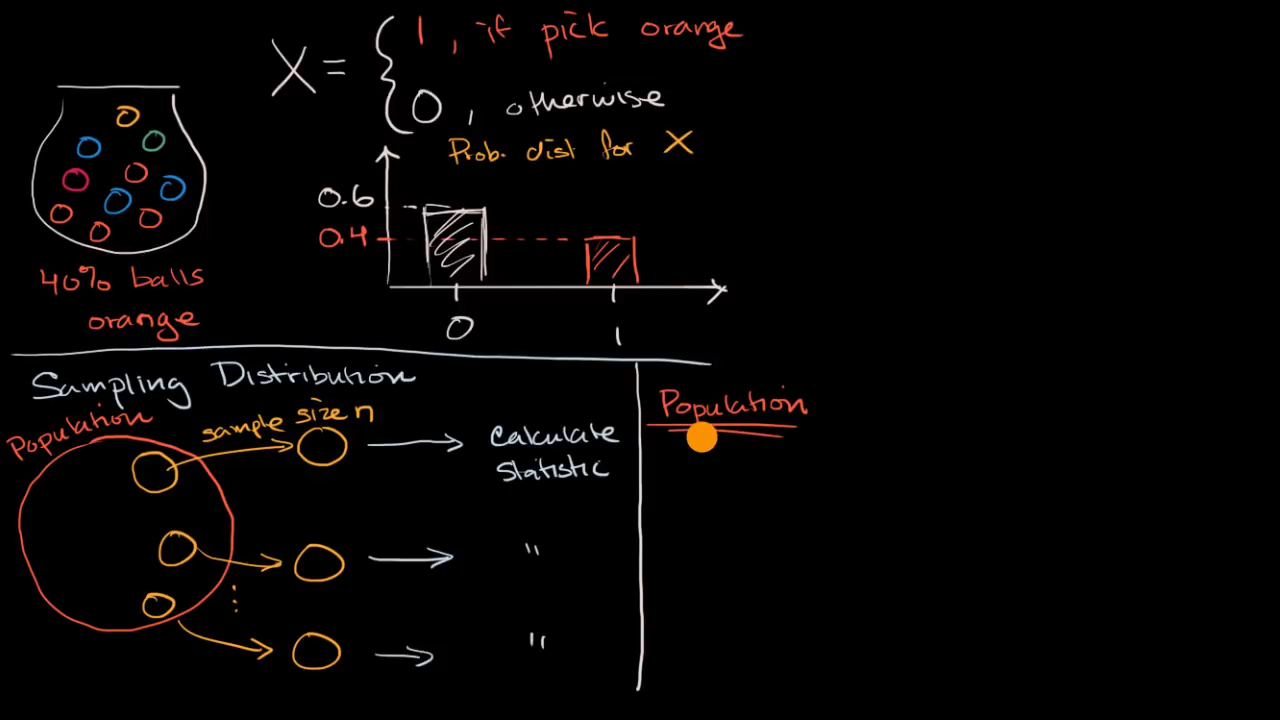 X = { 1, if pick orange
0, otherwise
Prob. dist for X
0.6
0.4
0 1
40% balls
orange
Sampling Distribution
Population
sample size n
Calculate
statistic
"
"
Population